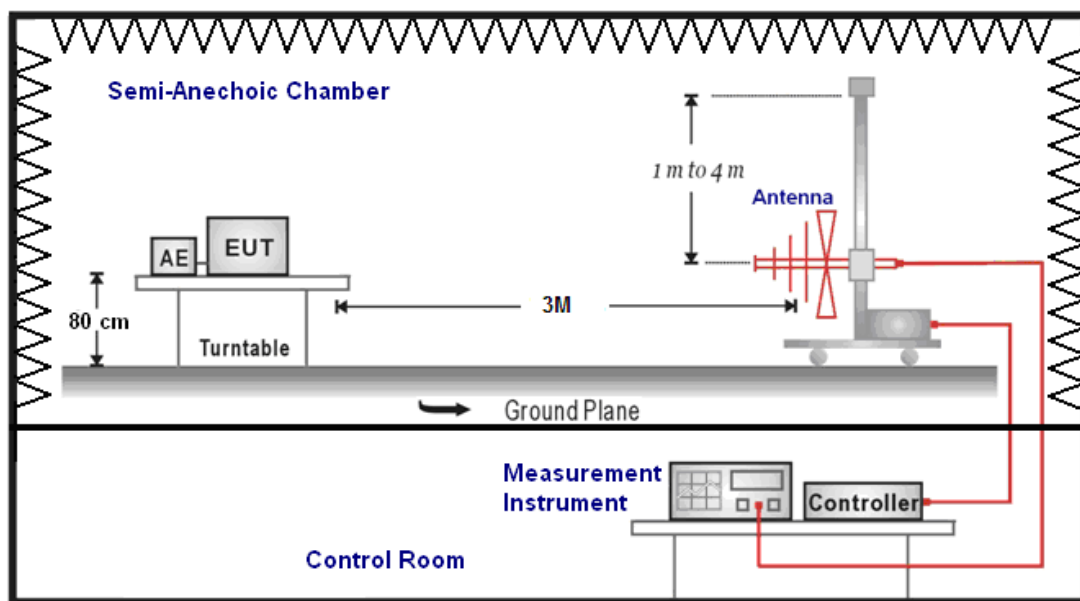 Semi-Anechoic Chamber
1 m to 4 m
Antenna
AE
EUT
3M
80 cm
Turntable
Ground Plane
Measurement
Instrument
Controller
Control Room